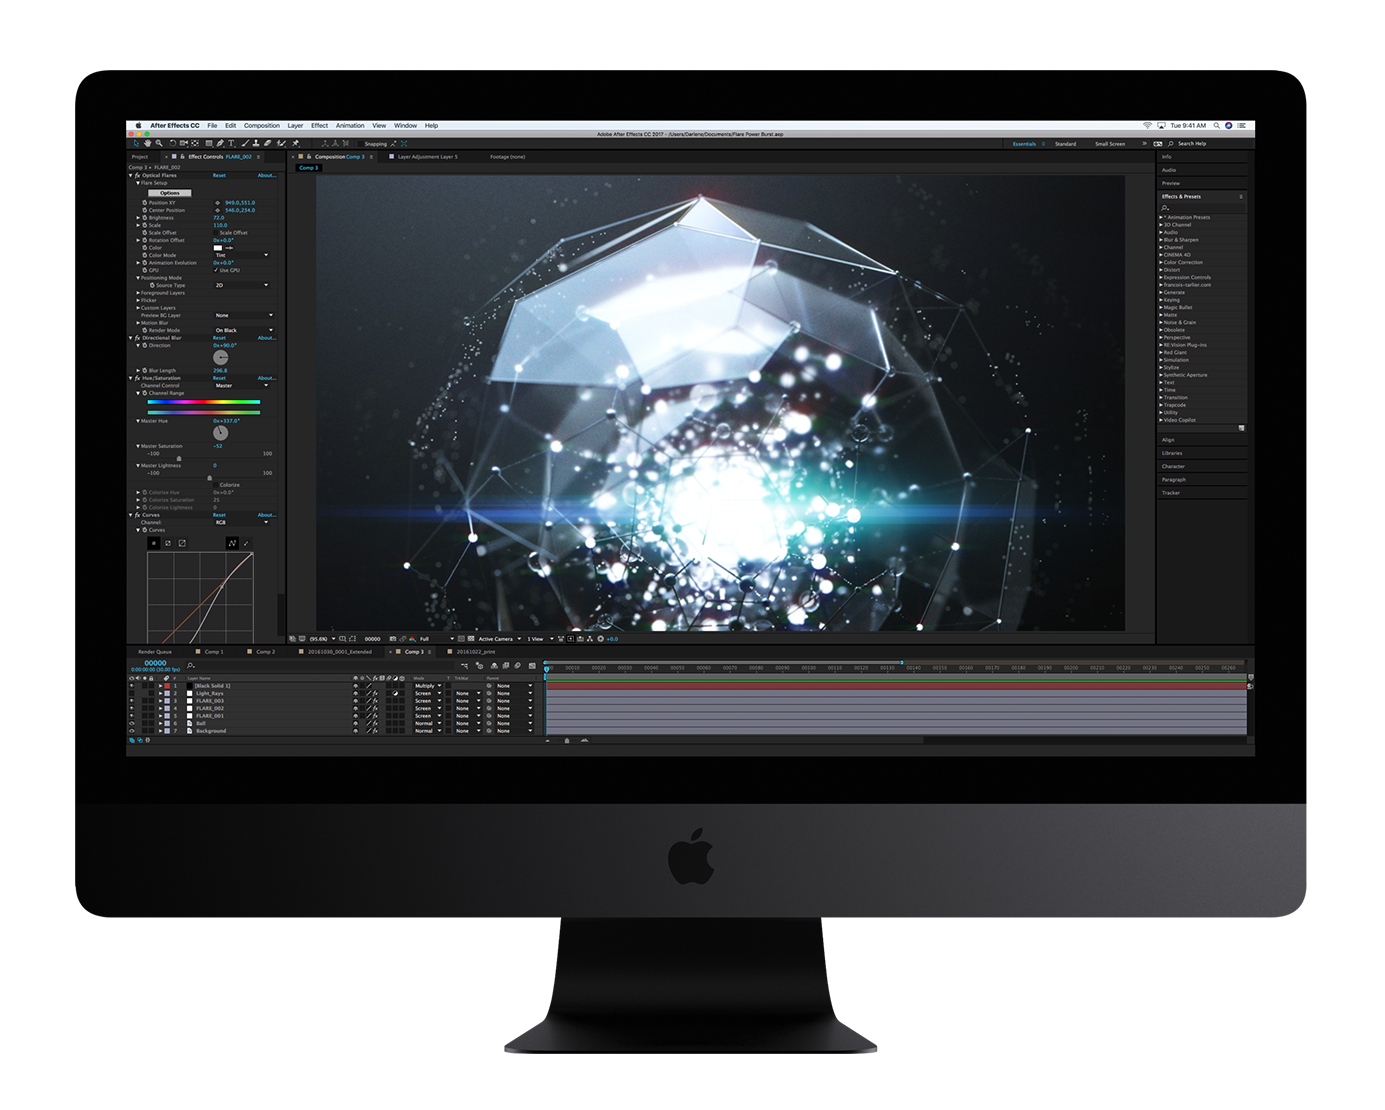 After Effects CC File Edit Composition Layer Effect Animation View Window Help Tue 9:41 AM
Adobe After Effects CC 2017 - /Users/Darlene/Documents/Flare Power Burst.aep
Snapping Essentials Standard Small Screen Search Help
Project Effect Controls FLARE_002 Composition Comp 3 Layer Adjustment Layer 5 Footage (none)
Comp 3 • FLARE_002
Comp 3
Optical Flares Reset About...
Flare Setup
Options
Position XY 949.0,551.0
Center Position 546.0,234.0
Brightness 72.0
Scale 110.0
Scale Offset Scale Offset
Rotation Offset 0x+0.0°
Color
Color Mode Tint
Animation Evolution 0x+0.0°
GPU Use GPU
Positioning Mode
Source Type 2D
Foreground Layers
Flicker
Custom Layers
Preview BG Layer None
Motion Blur
Render Mode On Black
Directional Blur Reset About...
Direction 0x+90.0°
Blur Length 296.8
Hue/Saturation Reset About...
Channel Control Master
Channel Range
Master Hue 0x+337.0°
Master Saturation -52
-100 100
Master Lightness 0
-100 100
Colorize
Colorize Hue 0x+0.0°
Colorize Saturation 25
Colorize Lightness 0
Curves Reset About...
Channel: RGB
Curves
Info
Audio
Preview
Effects & Presets
* Animation Presets
3D Channel
Audio
Blur & Sharpen
Channel
CINEMA 4D
Color Correction
Distort
Expression Controls
francois-tarlier.com
Generate
Keying
Magic Bullet
Matte
Noise & Grain
Obsolete
Perspective
RE:Vision Plug-ins
Red Giant
Simulation
Stylize
Synthetic Aperture
Text
Time
Transition
Trapcode
Utility
Video Copilot
Align
Libraries
Character
Paragraph
Tracker
(95.6%) 00000 Full Active Camera 1 View +0.0
Render Queue Comp 1 Comp 2 20161030_0001_Extended Comp 3 20161022_print
00000
0:00:00:00 (30.00 fps)
00010 00020 00030 00040 00050 00060 00070 00080 00090 00100 00110 00120 00130 00140 00150 00160 00170 00180 00190 00200 00210 00220 00230 00240 00250 00260
# Layer Name Mode T TrkMat Parent
1 [Black Solid 1] Multiply None
2 Light_Rays Screen None None
3 FLARE_003 Screen None None
4 FLARE_002 Screen None None
5 FLARE_001 Screen None None
6 Ball Normal None None
7 Background Normal None None